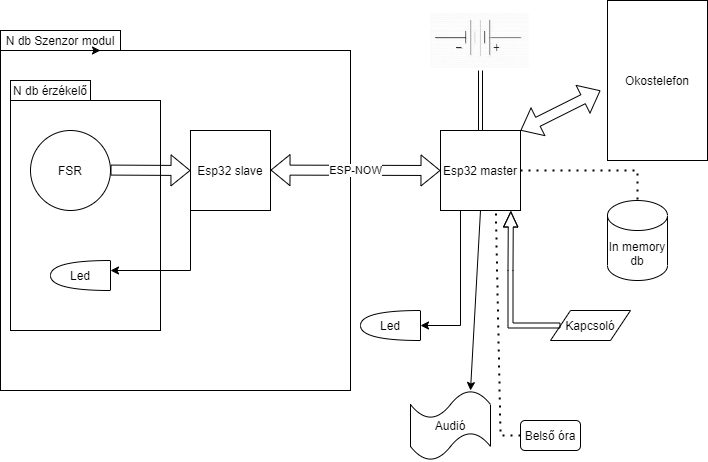 N db Szenzor modul
N db érzékelő
FSR
Esp32 slave
ESP-NOW
Esp32 master
Okostelefon
− +
Led
In memory
db
Led
Kapcsoló
Audió
Belső óra